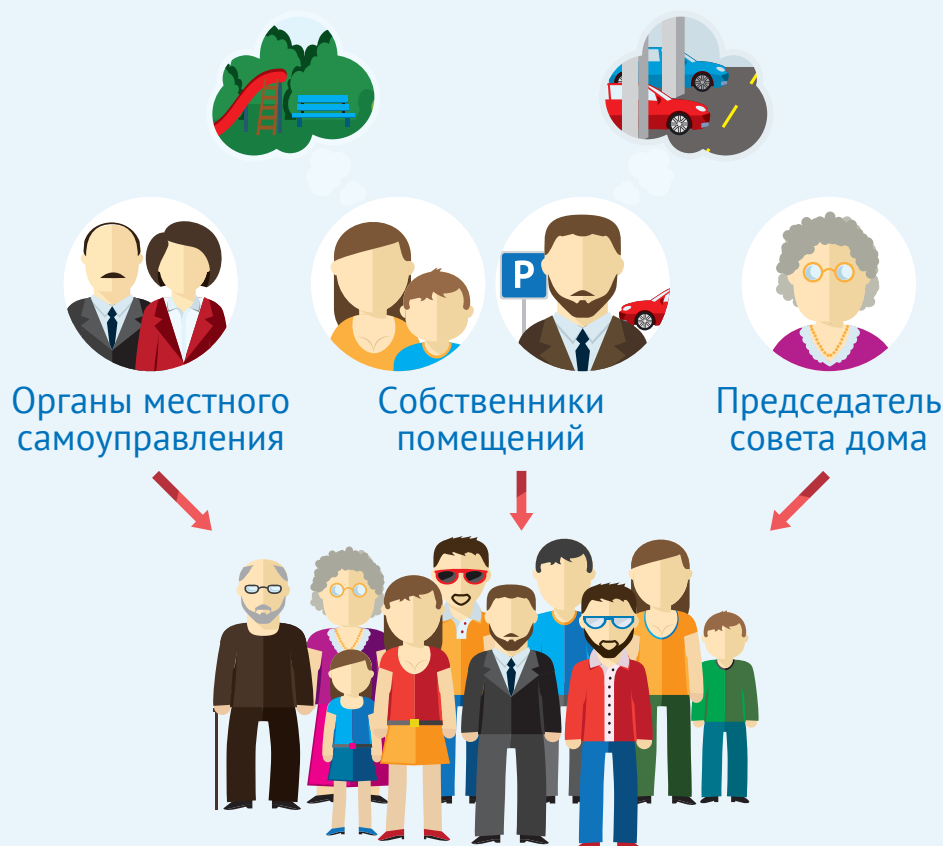 P
Органы местного
самоуправления
Собственники
помещений
Председатель
совета дома